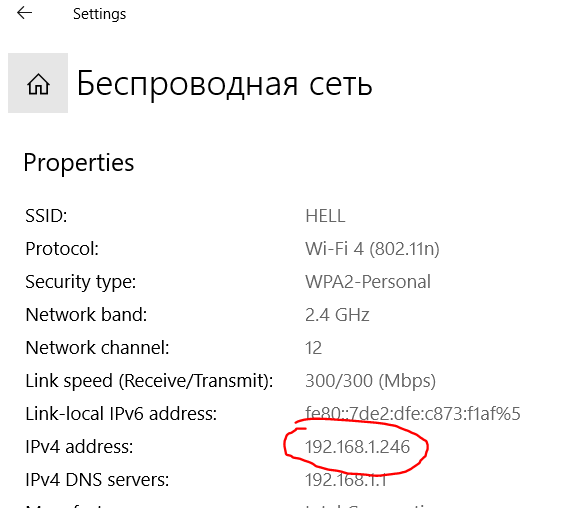 Settings
Беспроводная сеть
Properties
SSID: HELL
Protocol: Wi-Fi 4 (802.11n)
Security type: WPA2-Personal
Network band: 2.4 GHz
Network channel: 12
Link speed (Receive/Transmit): 300/300 (Mbps)
Link-local IPv6 address: fe80::7de2:dfe:c873:f1af%5
IPv4 address: 192.168.1.246
IPv4 DNS servers: 192.168.1.1